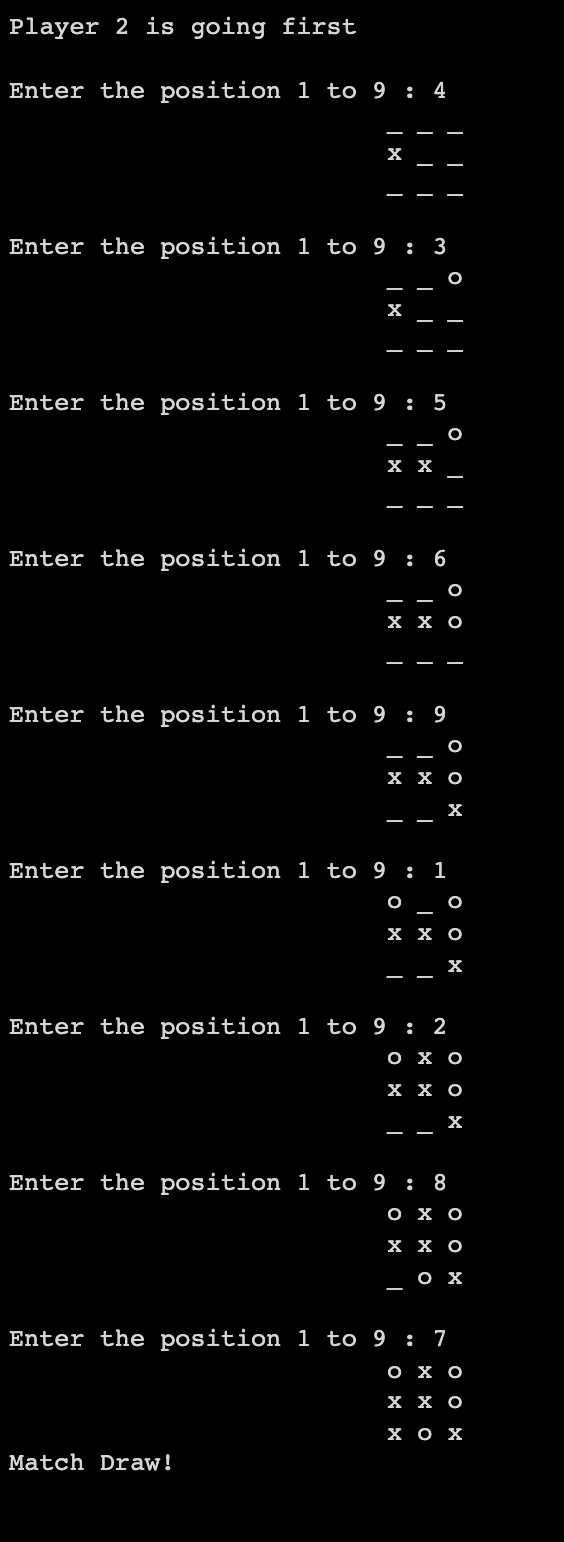 Player 2 is going first
Enter the position 1 to 9 : 4
_ _ _
x _ _
_ _ _
Enter the position 1 to 9 : 3
_ _ o
x _ _
_ _ _
Enter the position 1 to 9 : 5
_ _ o
x x _
_ _ _
Enter the position 1 to 9 : 6
_ _ o
x x o
_ _ _
Enter the position 1 to 9 : 9
_ _ o
x x o
_ _ x
Enter the position 1 to 9 : 1
o _ o
x x o
_ _ x
Enter the position 1 to 9 : 2
o x o
x x o
_ _ x
Enter the position 1 to 9 : 8
o x o
x x o
_ o x
Enter the position 1 to 9 : 7
o x o
x x o
x o x
Match Draw!